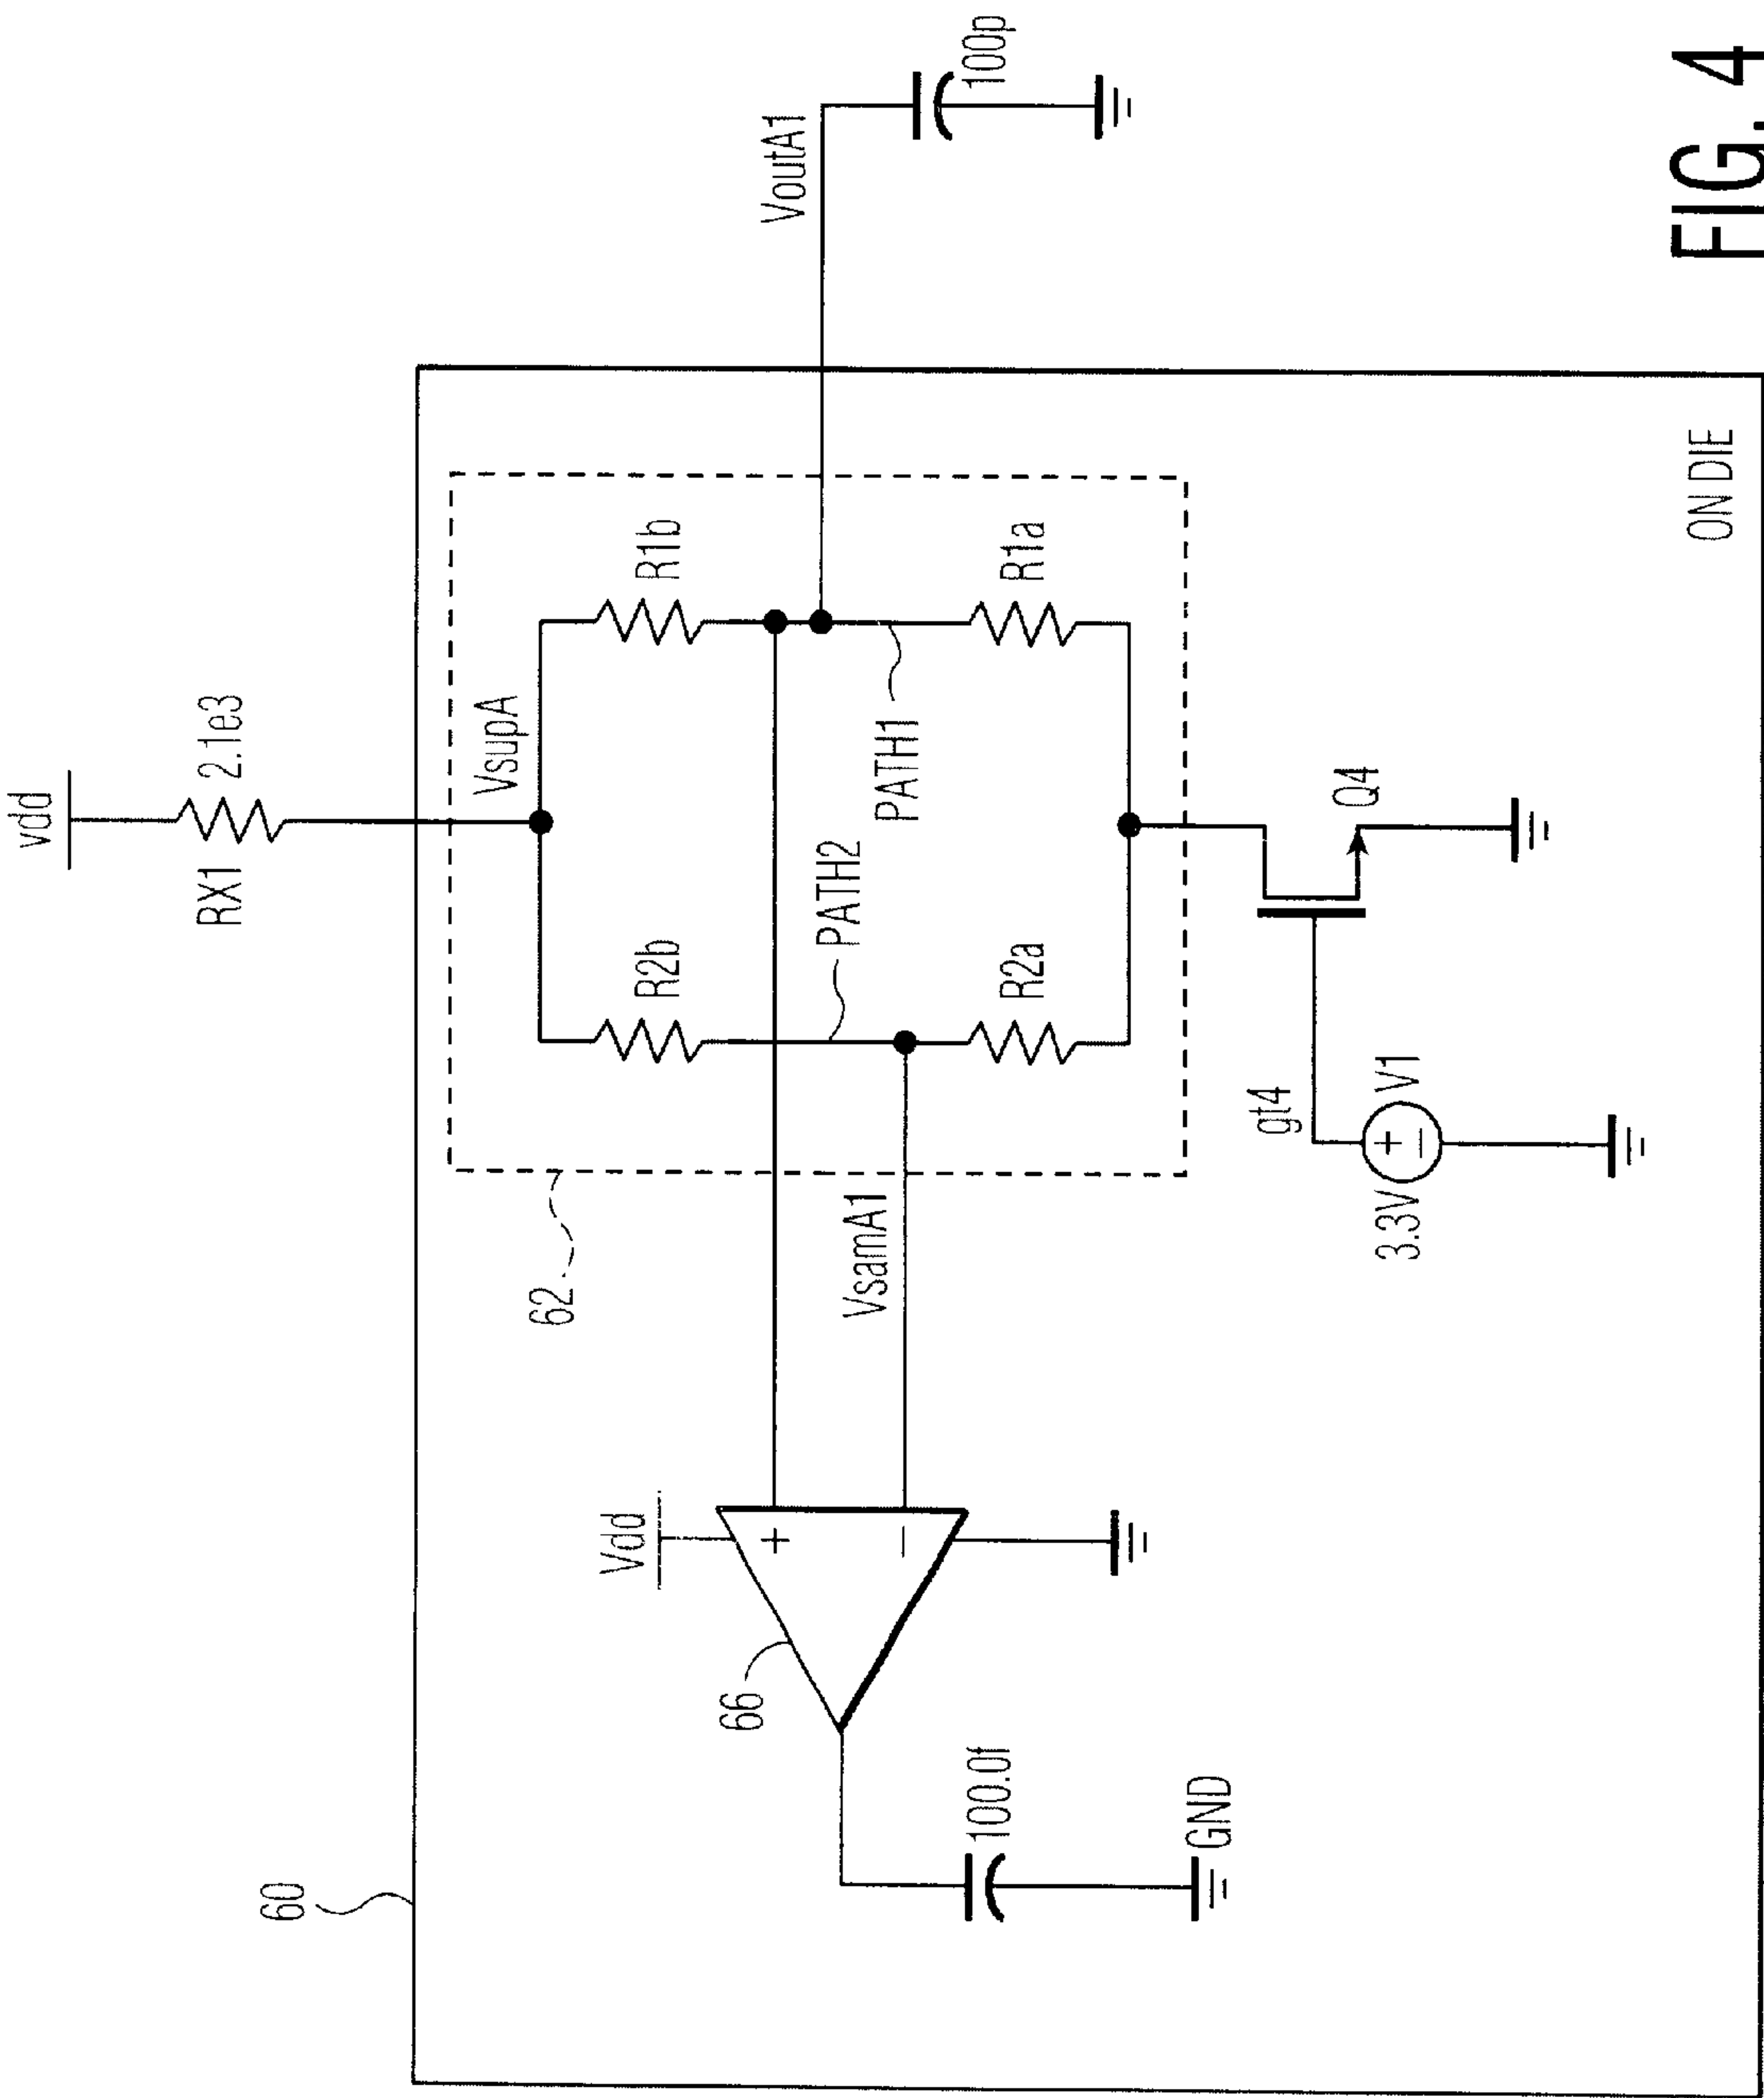 vdd
RX1
2.1e3
60
62
VsupA
R2b
R1b
VoutA1
100p
PATH2
PATH1
Vdd
+
−
66
VsamA1
R2a
R1a
100.0f
GND
gt4
Q4
3.3V
+
−
V1
ON DIE
FIG. 4